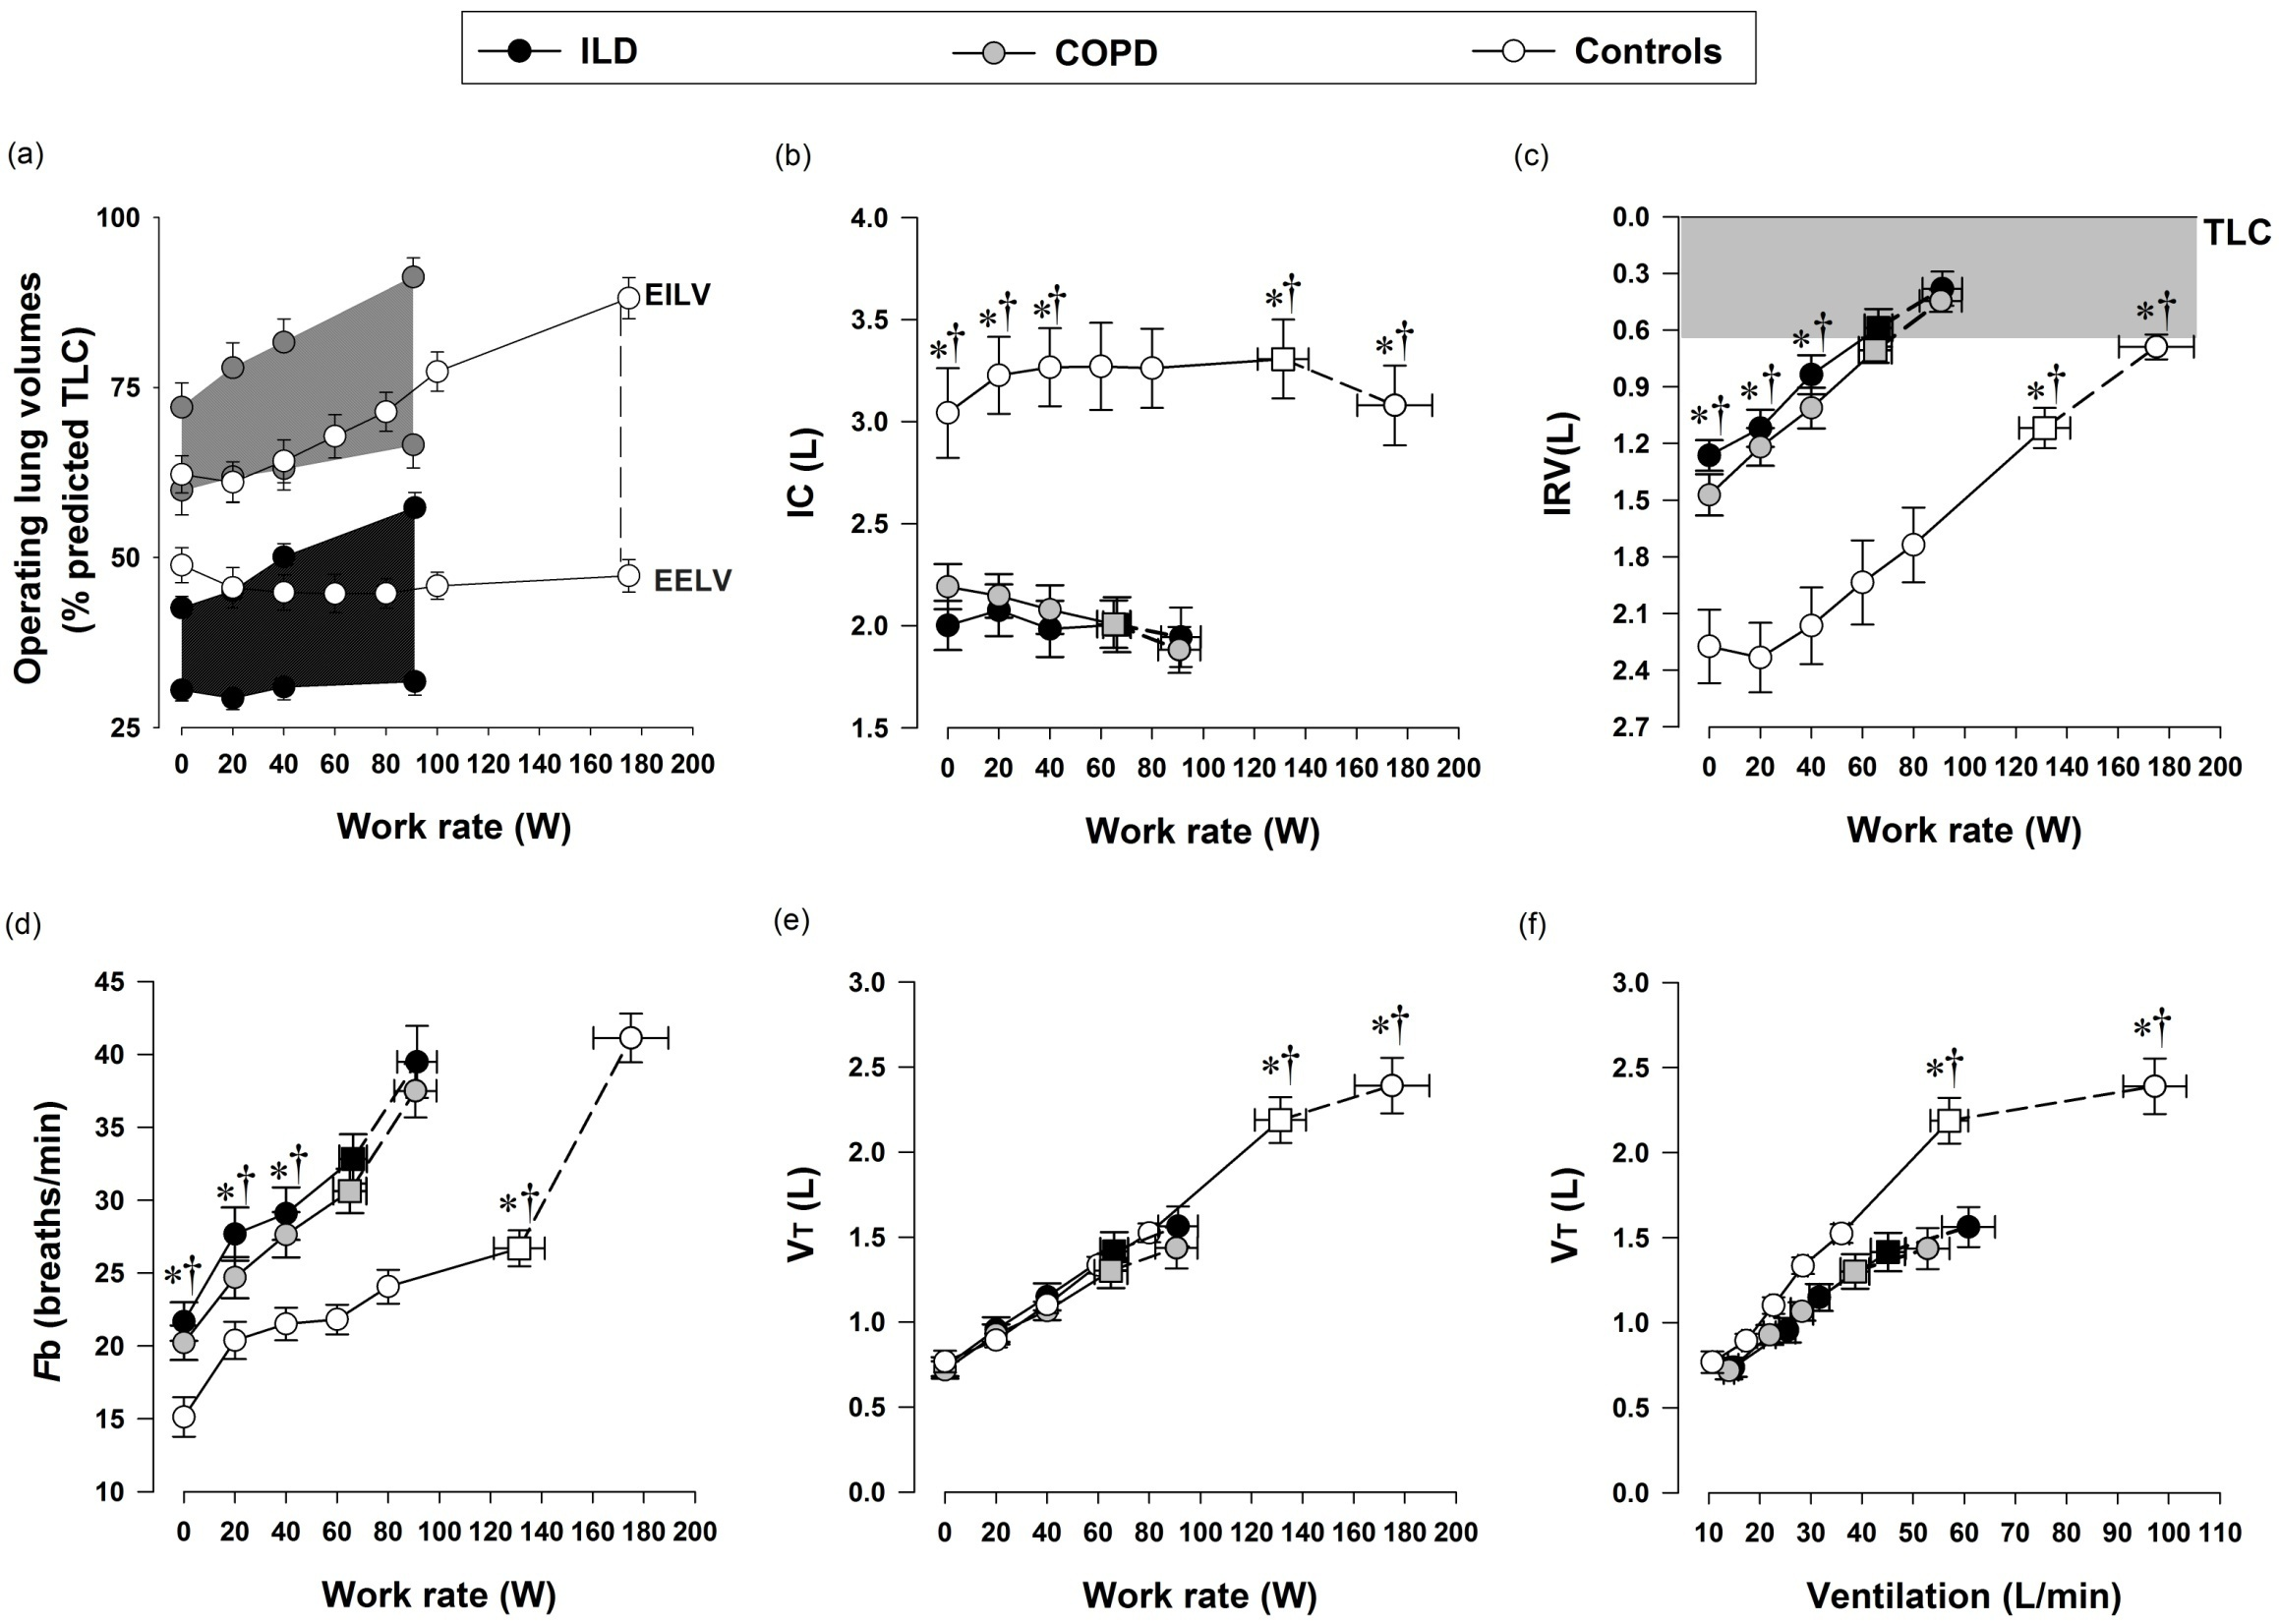 ILD COPD Controls
(a) (b) (c)
100
75
50
25
Operating lung volumes
(% predicted TLC)
EILV
EELV
0 20 40 60 80 100 120 140 160 180 200
Work rate (W)
4.0
3.5
3.0
2.5
2.0
1.5
IC (L)
*† *† *† *† *†
0 20 40 60 80 100 120 140 160 180 200
Work rate (W)
0.0
0.3
0.6
0.9
1.2
1.5
1.8
2.1
2.4
2.7
IRV(L)
TLC
*† *† *† *† *†
0 20 40 60 80 100 120 140 160 180 200
Work rate (W)
(d) (e) (f)
45
40
35
30
25
20
15
10
Fb (breaths/min)
*† *† *† *†
0 20 40 60 80 100 120 140 160 180 200
Work rate (W)
3.0
2.5
2.0
1.5
1.0
0.5
0.0
VT (L)
*† *†
0 20 40 60 80 100 120 140 160 180 200
Work rate (W)
3.0
2.5
2.0
1.5
1.0
0.5
0.0
VT (L)
*† *†
10 20 30 40 50 60 70 80 90 100 110
Ventilation (L/min)